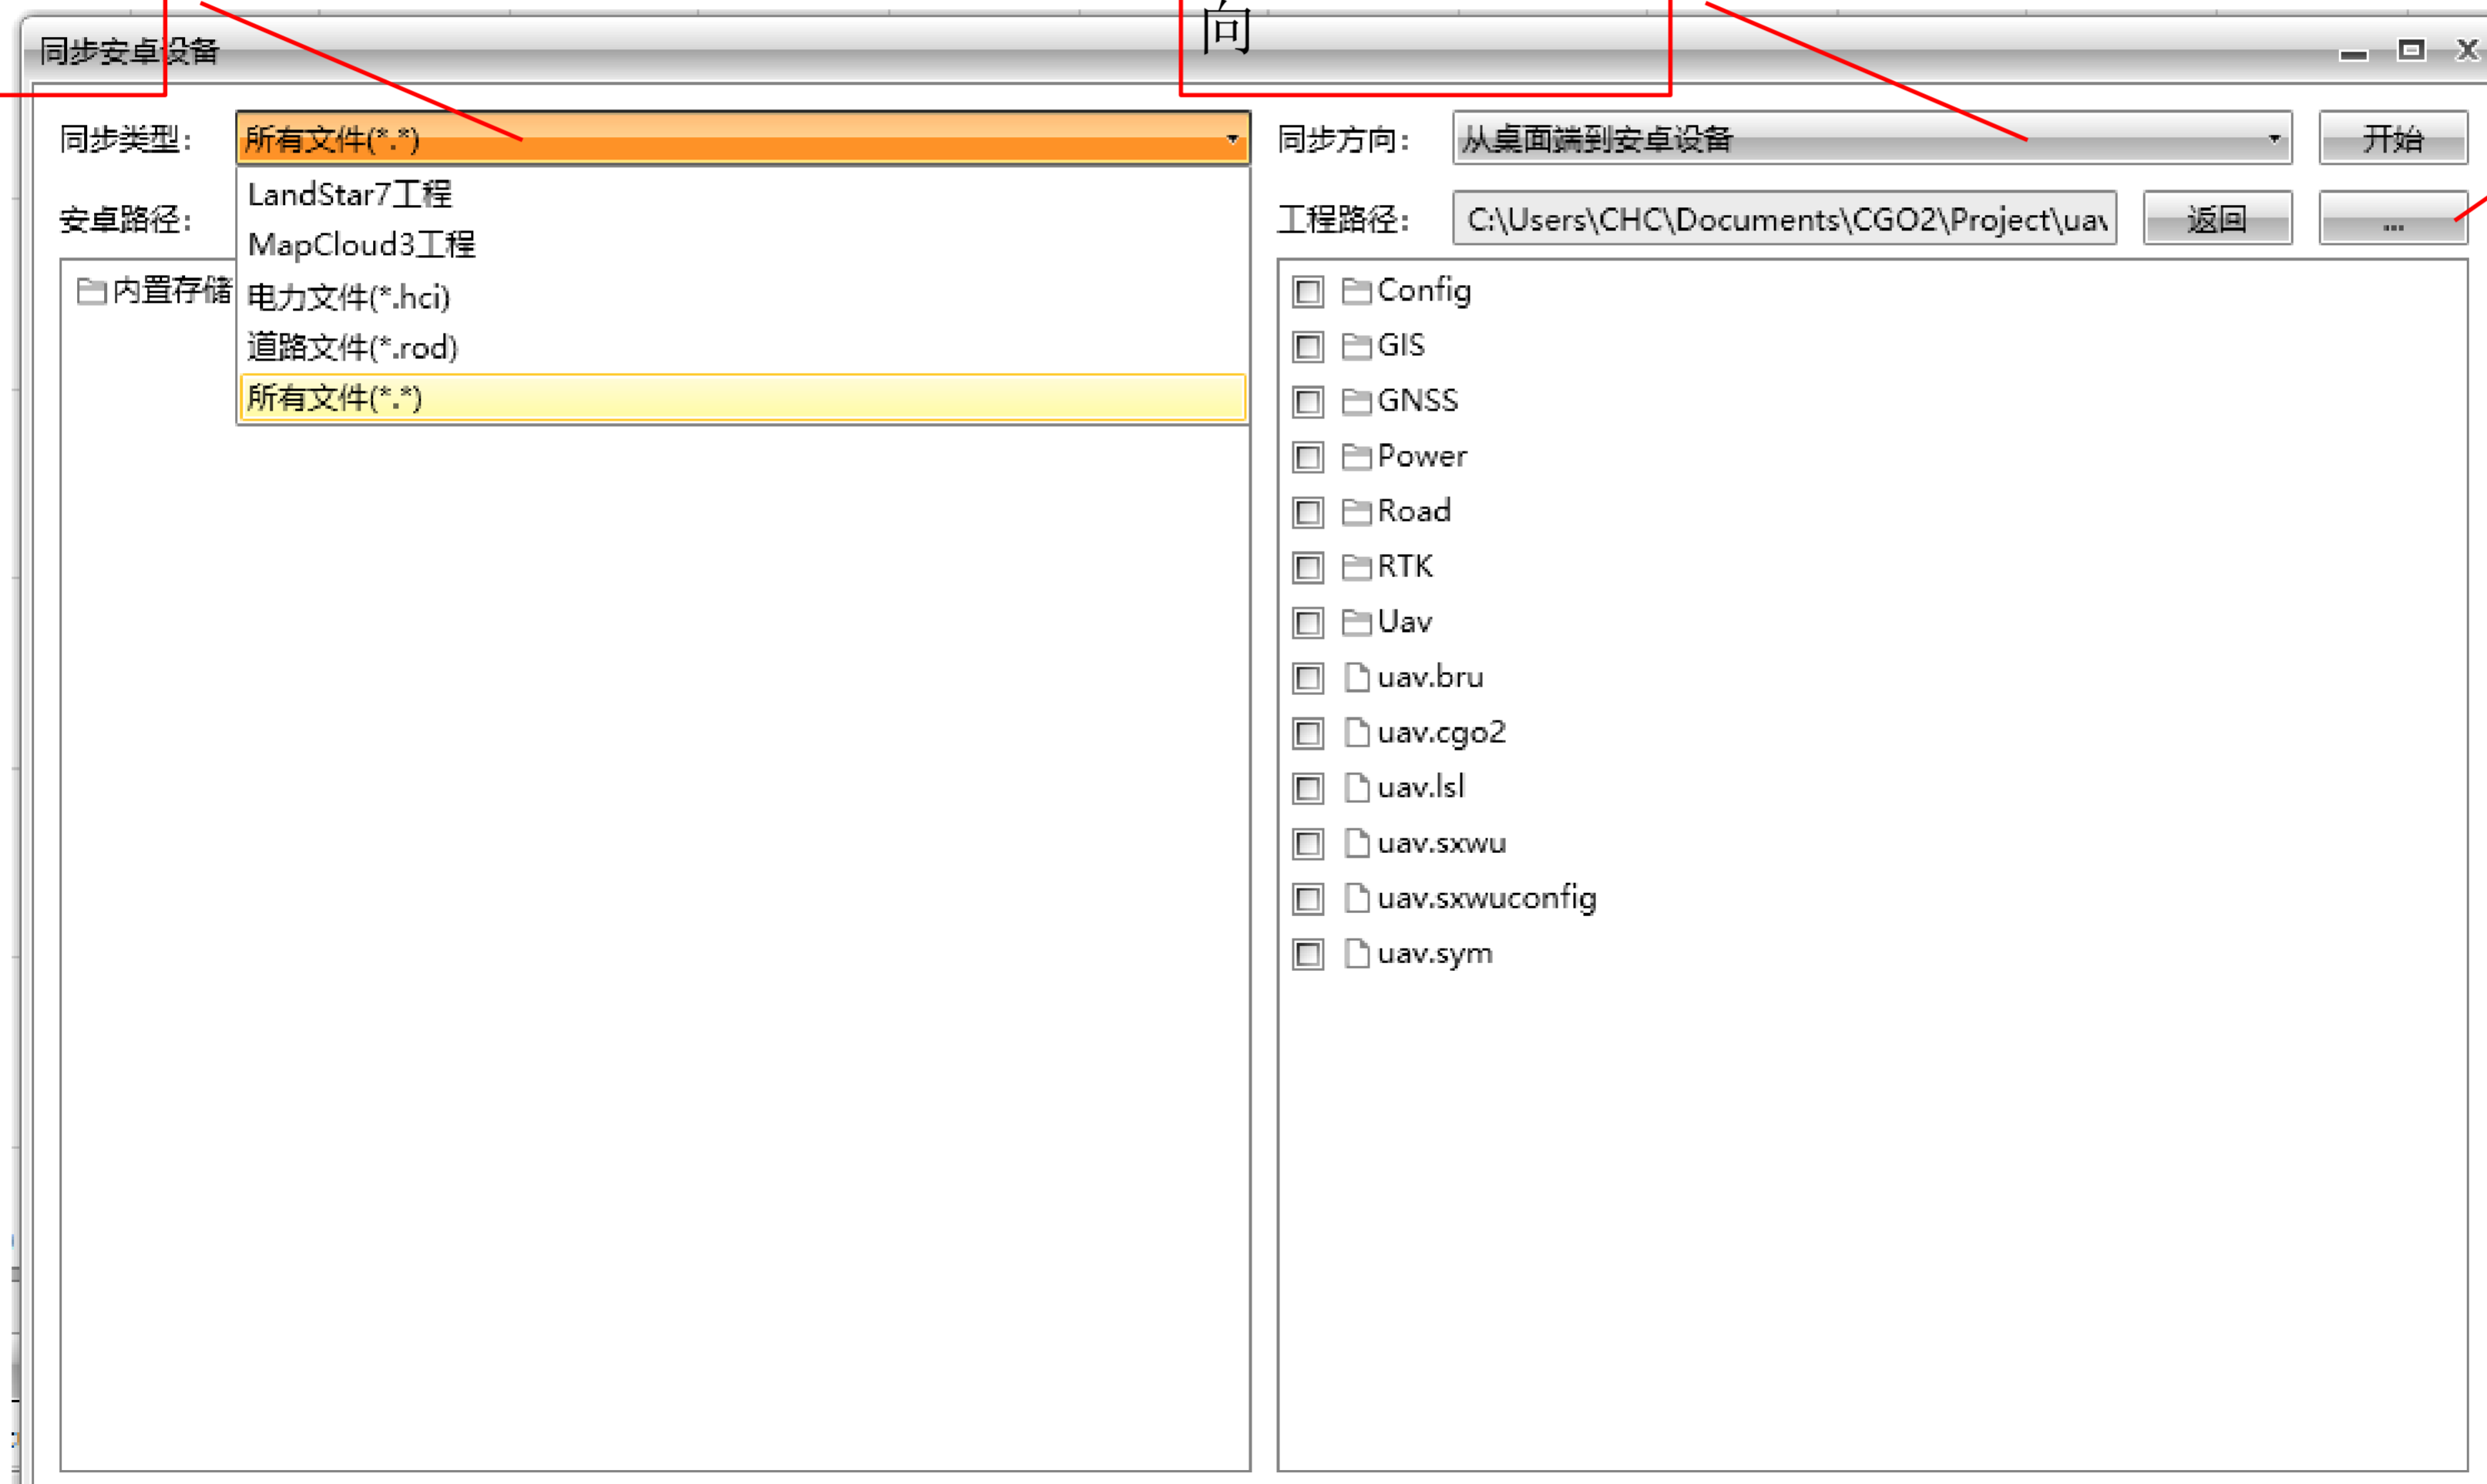 向
同步安卓设备
同步类型: 所有文件(*.*) 同步方向: 从桌面端到安卓设备 开始
LandStar7工程
安卓路径: 工程路径: C:\Users\CHC\Documents\CGO2\Project\uav 返回 ...
MapCloud3工程
内置存储
电力文件(*.hci)
道路文件(*.rod)
所有文件(*.*)
Config
GIS
GNSS
Power
Road
RTK
Uav
uav.bru
uav.cgo2
uav.lsl
uav.sxwu
uav.sxwuconfig
uav.sym